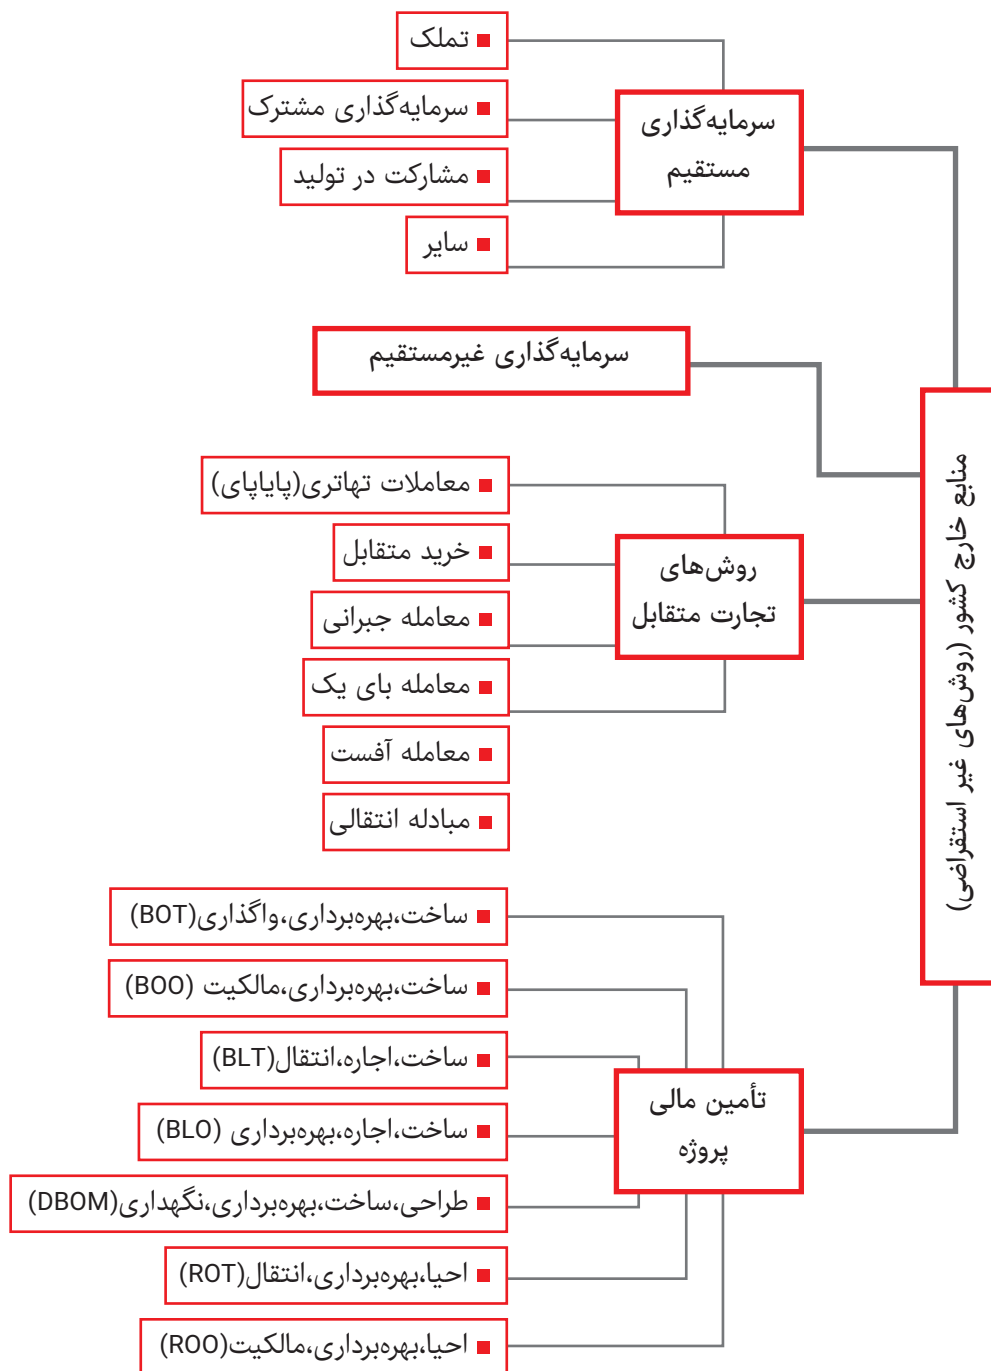 منابع خارج کشور (روش‌های غیر استقراضی)
سرمایه‌گذاری
مستقیم
تملک
سرمایه‌گذاری مشترک
مشارکت در تولید
سایر
سرمایه‌گذاری غیرمستقیم
روش‌های
تجارت متقابل
معاملات تهاتری(پایاپای)
خرید متقابل
معامله جبرانی
معامله بای یک
معامله آفست
مبادله انتقالی
تأمین مالی
پروژه
ساخت،بهره‌برداری،واگذاری(BOT)
ساخت،بهره‌برداری،مالکیت (BOO)
ساخت،اجاره،انتقال(BLT)
ساخت،اجاره،بهره‌برداری (BLO)
طراحی،ساخت،بهره‌برداری،نگهداری(DBOM)
احیا،بهره‌برداری،انتقال(ROT)
احیا،بهره‌برداری،مالکیت(ROO)